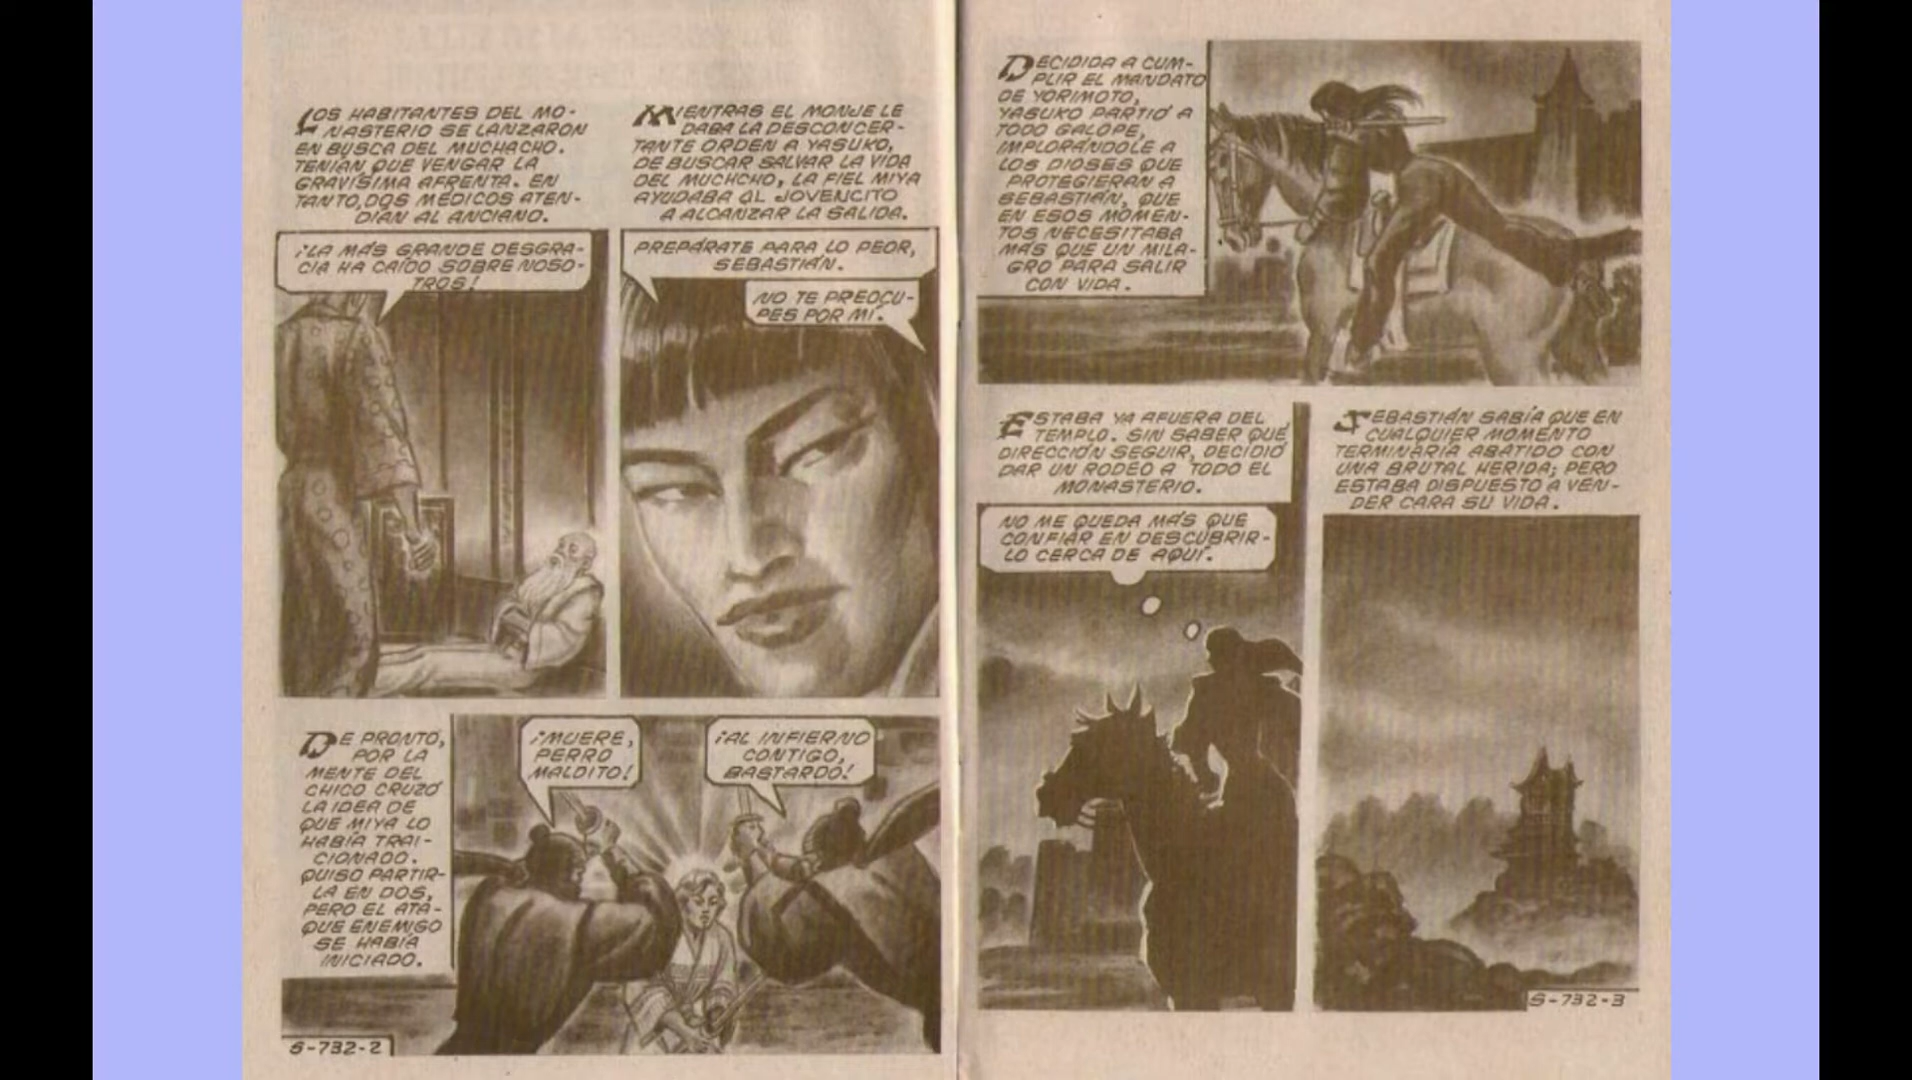 LOS HABITANTES DEL MO-
NASTERIO SE LANZARON
EN BUSCA DEL MUCHACHO.
TENÍAN QUE VENGAR LA
GRAVÍSIMA AFRENTA. EN
TANTO, DOS MÉDICOS ATEN-
DÍAN AL ANCIANO.
¡LA MÁS GRANDE DESGRA-
CIA HA CAÍDO SOBRE NOSO-
TROS!
MIENTRAS EL MONJE LE
DABA LA DESCONCER-
TANTE ORDEN A YASUKO,
DE BUSCAR SALVAR LA VIDA
DEL MUCHCHO, LA FIEL MIYA
AYUDABA AL JOVENCITO
A ALCANZAR LA SALIDA.
PREPÁRATE PARA LO PEOR,
SEBASTIÁN.
NO TE PREOCU-
PES POR MÍ.
DE PRONTO,
POR LA
MENTE DEL
CHICO CRUZÓ
LA IDEA DE
QUE MIYA LO
HABÍA TRAI-
CIONADO.
QUISO PARTIR-
LA EN DOS,
PERO EL ATA-
QUE ENEMIGO
SE HABÍA
INICIADO.
¡MUERE,
PERRO
MALDITO!
¡AL INFIERNO
CONTIGO,
BASTARDO!
S-732-2
DECIDIDA A CUM-
PLIR EL MANDATO
DE YORIMOTO,
YASUKO PARTIÓ A
TODO GALOPE,
IMPLORÁNDOLE A
LOS DIOSES QUE
PROTEGIERAN A
SEBASTIÁN, QUE
EN ESOS MOMEN-
TOS NECESITABA
MÁS QUE UN MILA-
GRO PARA SALIR
CON VIDA.
ESTABA YA AFUERA DEL
TEMPLO. SIN SABER QUÉ
DIRECCIÓN SEGUIR, DECIDIÓ
DAR UN RODEO A TODO EL
MONASTERIO.
NO ME QUEDA MÁS QUE
CONFIAR EN DESCUBRIR-
LO CERCA DE AQUÍ.
SEBASTIÁN SABÍA QUE EN
CUALQUIER MOMENTO
TERMINARÍA ABATIDO CON
UNA BRUTAL HERIDA; PERO
ESTABA DISPUESTO A VEN-
DER CARA SU VIDA.
S-732-3